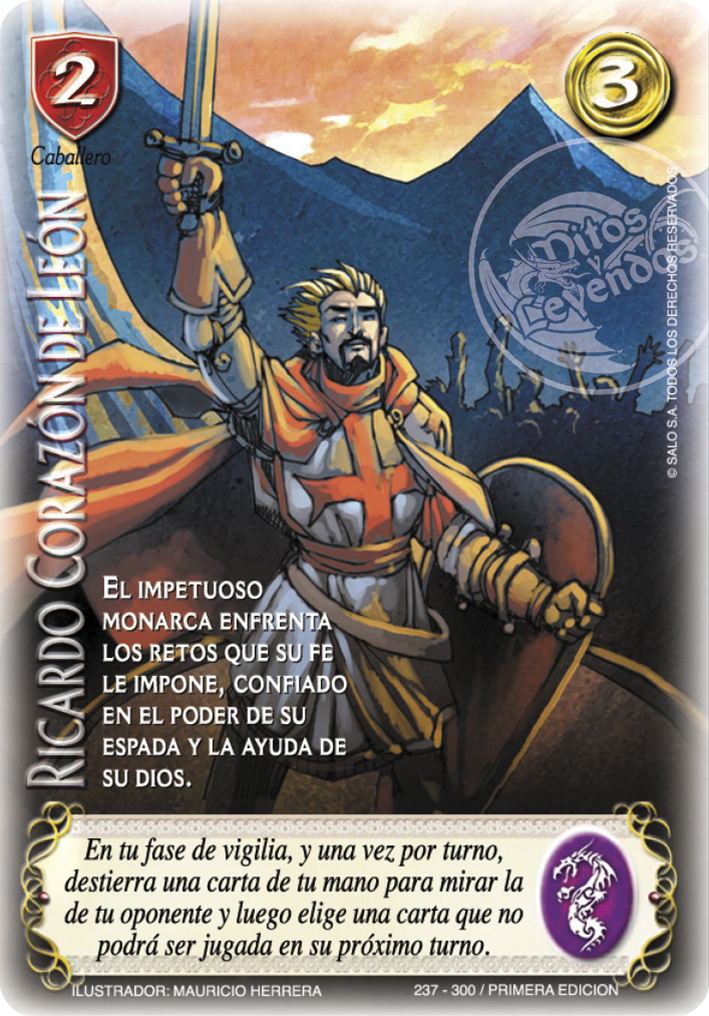 2
3
Caballero
RICARDO CORAZÓN DE LEÓN
Mitos
y
Leyendas
© SALO S.A. TODOS LOS DERECHOS RESERVADOS
EL IMPETUOSO
MONARCA ENFRENTA
LOS RETOS QUE SU FE
LE IMPONE, CONFIADO
EN EL PODER DE SU
ESPADA Y LA AYUDA DE
SU DIOS.
En tu fase de vigilia, y una vez por turno,
destierra una carta de tu mano para mirar la
de tu oponente y luego elige una carta que no
podrá ser jugada en su próximo turno.
ILUSTRADOR: MAURICIO HERRERA
237 - 300 / PRIMERA EDICION